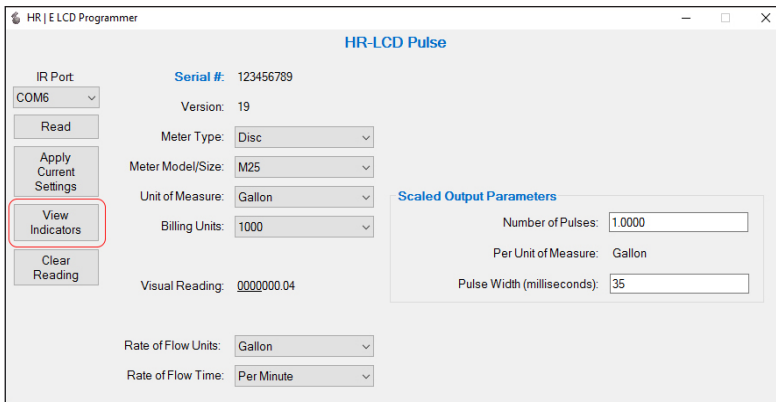 HR | E LCD Programmer
HR-LCD Pulse
IR Port
COM6
Read
Apply
Current
Settings
View
Indicators
Clear
Reading
Serial #: 123456789
Version: 19
Meter Type: Disc
Meter Model/Size: M25
Unit of Measure: Gallon
Billing Units: 1000
Visual Reading: 0000000.04
Rate of Flow Units: Gallon
Rate of Flow Time: Per Minute
Scaled Output Parameters
Number of Pulses: 1.0000
Per Unit of Measure: Gallon
Pulse Width (milliseconds): 35